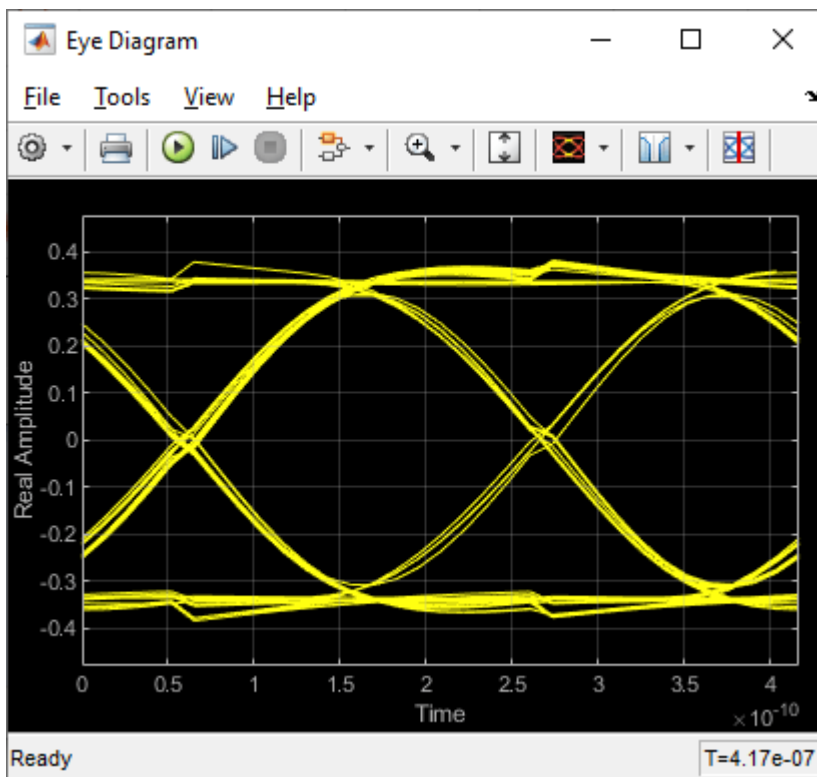 Eye Diagram
File Tools View Help
0.4
0.3
0.2
0.1
0
-0.1
-0.2
-0.3
-0.4
Real Amplitude
0 0.5 1 1.5 2 2.5 3 3.5 4
Time
×10-10
Ready T=4.17e-07